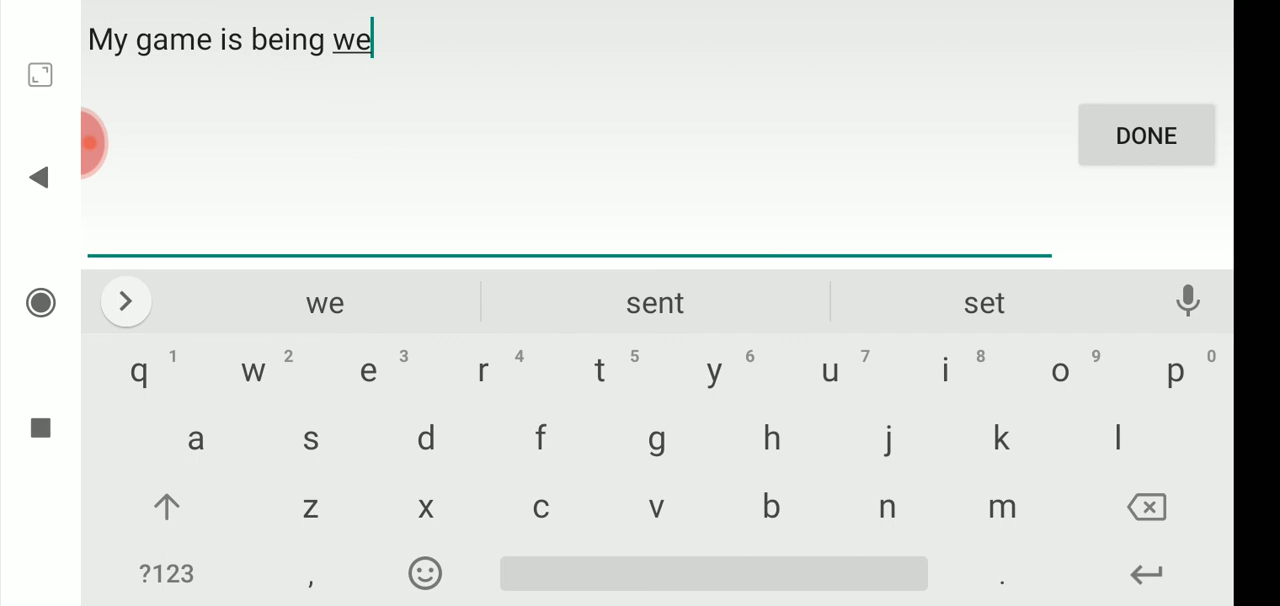 My game is being we
DONE
we sent set
q 1 w 2 e 3 r 4 t 5 y 6 u 7 i 8 o 9 p 0
a s d f g h j k l
z x c v b n m
?123 , .